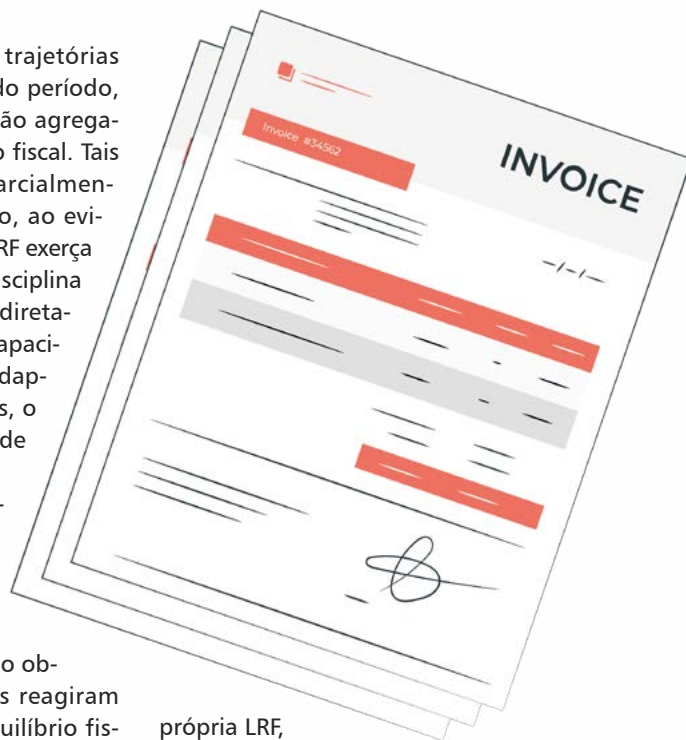 trajetórias
do período,
ão agrega-
o fiscal. Tais
arcialmen-
o, ao evi-
RF exerça
sciplina
direta-
apaci-
dap-
s, o
de
-
o ob-
s reagiram
uilíbrio fis-
própria LRF,
Invoice #34562
INVOICE